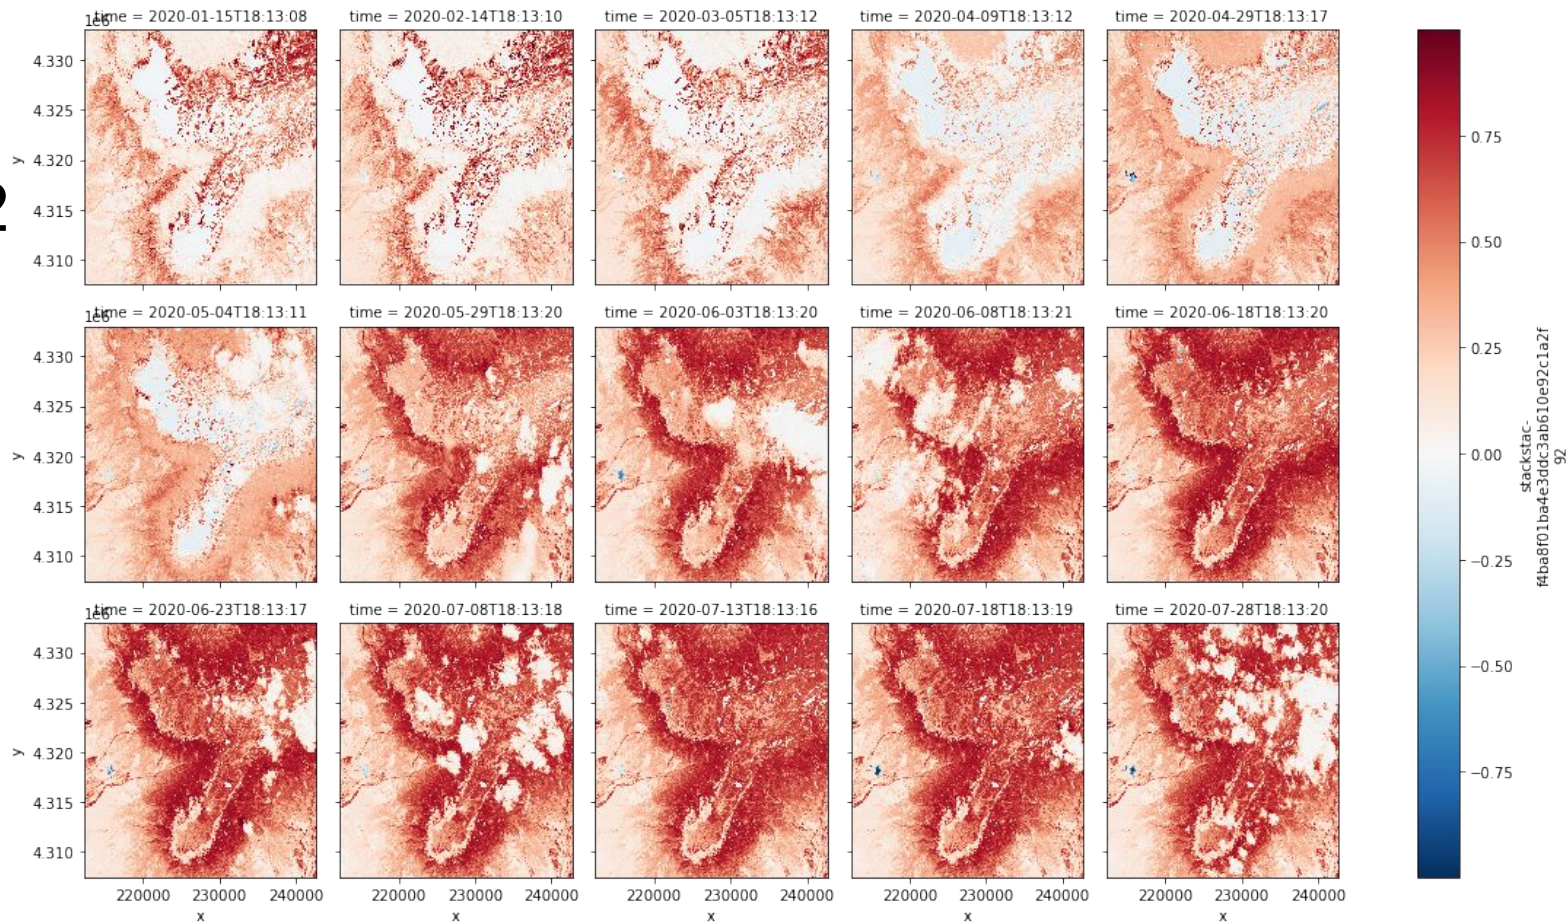 time = 2020-01-15T18:13:08
time = 2020-02-14T18:13:10
time = 2020-03-05T18:13:12
time = 2020-04-09T18:13:12
time = 2020-04-29T18:13:17
1e6
4.330
4.325
4.320
4.315
4.310
y
2
time = 2020-05-04T18:13:11
time = 2020-05-29T18:13:20
time = 2020-06-03T18:13:20
time = 2020-06-08T18:13:21
time = 2020-06-18T18:13:20
1e6
4.330
4.325
4.320
4.315
4.310
y
time = 2020-06-23T18:13:17
time = 2020-07-08T18:13:18
time = 2020-07-13T18:13:16
time = 2020-07-18T18:13:19
time = 2020-07-28T18:13:20
1e6
4.330
4.325
4.320
4.315
4.310
y
220000 230000 240000
220000 230000 240000
220000 230000 240000
220000 230000 240000
220000 230000 240000
x
x
x
x
x
0.75
0.50
0.25
0.00
−0.25
−0.50
−0.75
stackstac-
f4ba8f01ba4e3ddc3ab610e92c1a2f
92